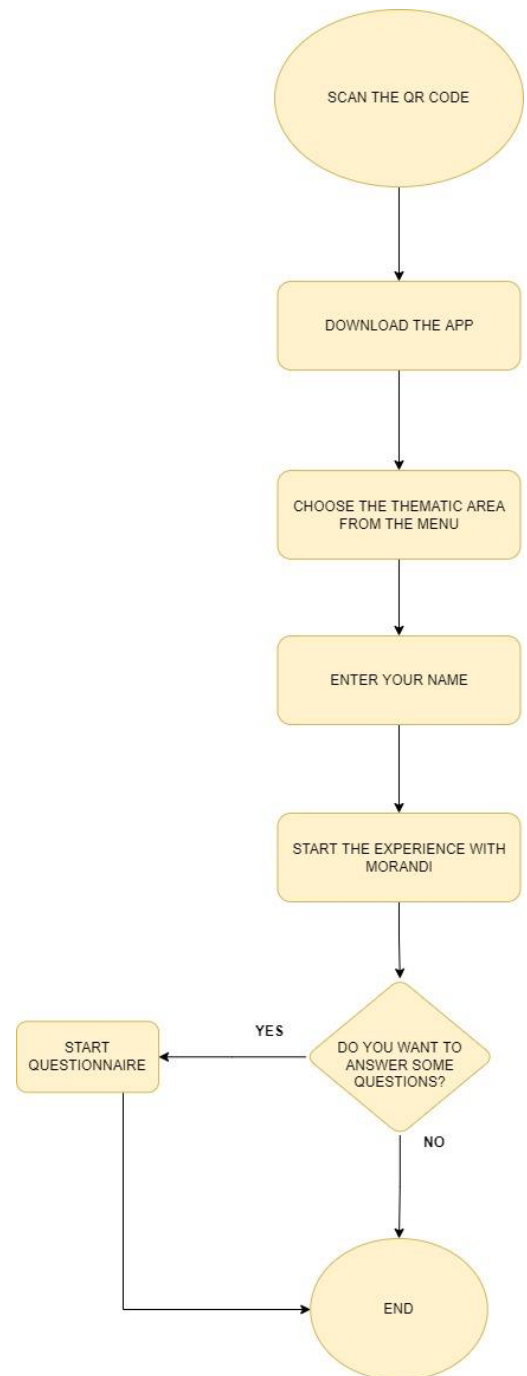 SCAN THE QR CODE
DOWNLOAD THE APP
CHOOSE THE THEMATIC AREA
FROM THE MENU
ENTER YOUR NAME
START THE EXPERIENCE WITH
MORANDI
YES
START
QUESTIONNAIRE
DO YOU WANT TO
ANSWER SOME
QUESTIONS?
NO
END